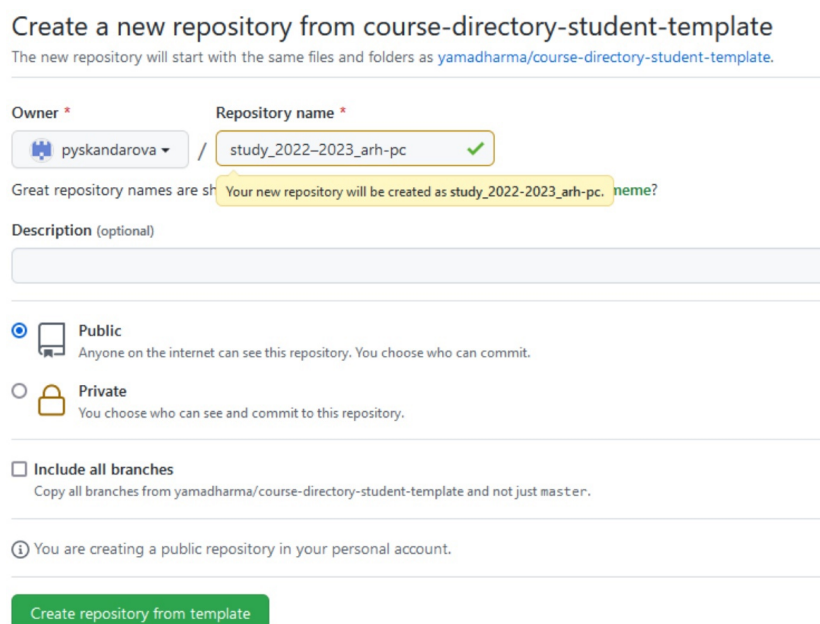 Create a new repository from course-directory-student-template
The new repository will start with the same files and folders as yamadharma/course-directory-student-template.
Owner * Repository name *
pyskandarova / study_2022–2023_arh-pc
Great repository names are sh
Your new repository will be created as study_2022-2023_arh-pc.
neme?
Description (optional)
Public
Anyone on the internet can see this repository. You choose who can commit.
Private
You choose who can see and commit to this repository.
Include all branches
Copy all branches from yamadharma/course-directory-student-template and not just master.
You are creating a public repository in your personal account.
Create repository from template